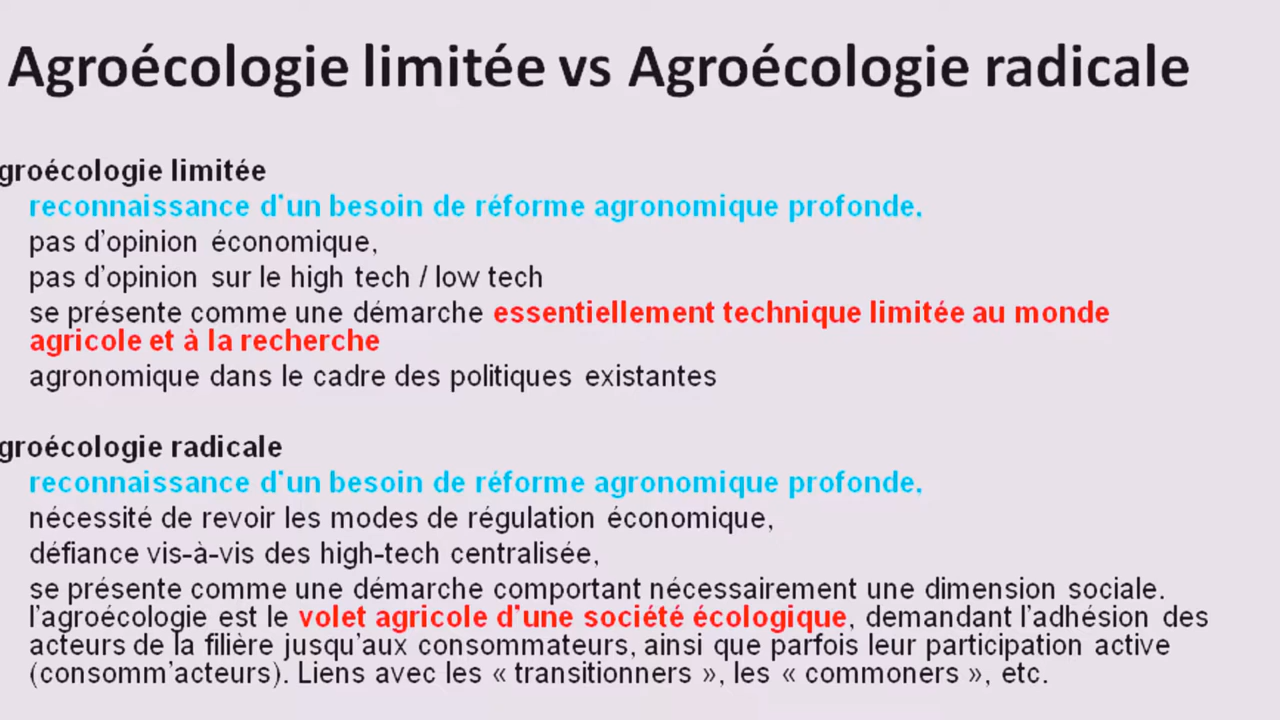 Agroécologie limitée vs Agroécologie radicale
groécologie limitée
reconnaissance d'un besoin de réforme agronomique profonde.
pas d'opinion économique,
pas d'opinion sur le high tech / low tech
se présente comme une démarche essentiellement technique limitée au monde
agricole et à la recherche
agronomique dans le cadre des politiques existantes
groécologie radicale
reconnaissance d'un besoin de réforme agronomique profonde.
nécessité de revoir les modes de régulation économique,
défiance vis-à-vis des high-tech centralisée,
se présente comme une démarche comportant nécessairement une dimension sociale.
l'agroécologie est le volet agricole d'une société écologique, demandant l'adhésion des
acteurs de la filière jusqu'aux consommateurs, ainsi que parfois leur participation active
(consomm'acteurs). Liens avec les « transitionners », les « commoners », etc.